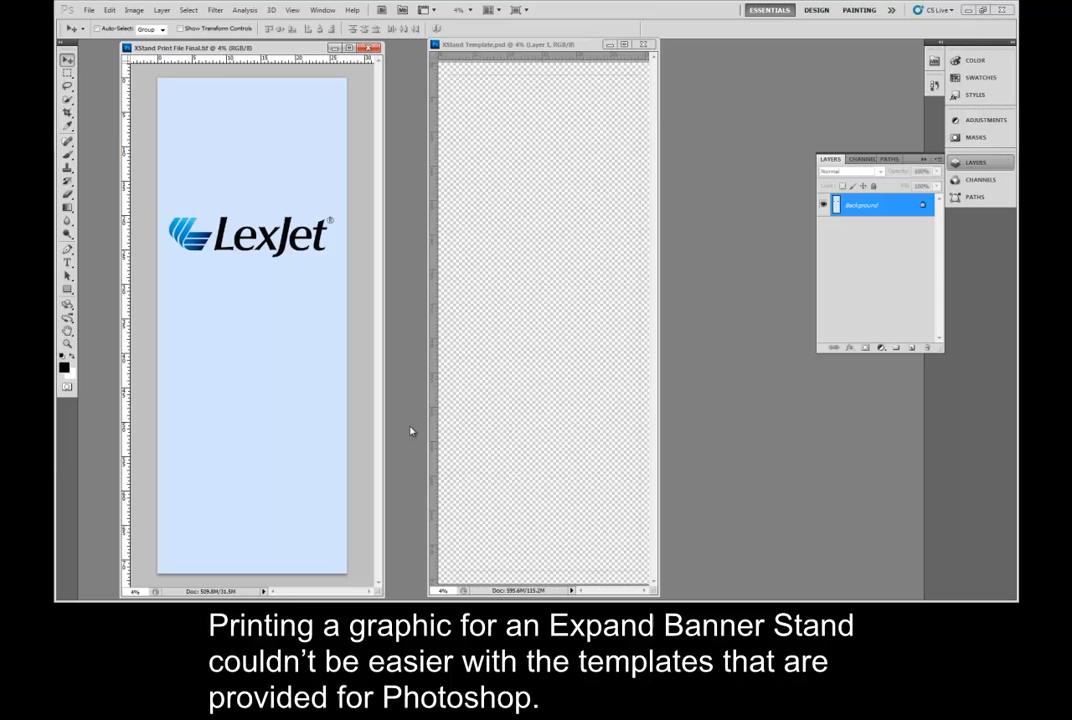 Ps File Edit Image Layer Select Filter Analysis 3D View Window Help 4% ESSENTIALS DESIGN PAINTING CS Live
Auto-Select: Group Show Transform Controls
XStand Print File Final.tif @ 4% (RGB/8)
XStand Template.psd @ 4% (Layer 1, RGB/8)
COLOR
SWATCHES
STYLES
ADJUSTMENTS
MASKS
LAYERS
CHANNELS
PATHS
LAYERS CHANNEL PATHS
Normal Opacity: 100%
Lock: Fill: 100%
Background
LexJet®
4% Doc: 509.8M/31.5M
4% Doc: 595.6M/115.2M
Printing a graphic for an Expand Banner Stand
couldn't be easier with the templates that are
provided for Photoshop.